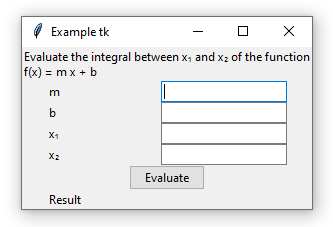 Example tk
Evaluate the integral between x₁ and x₂ of the function
f(x) = m x + b
m
b
x₁
x₂
Evaluate
Result